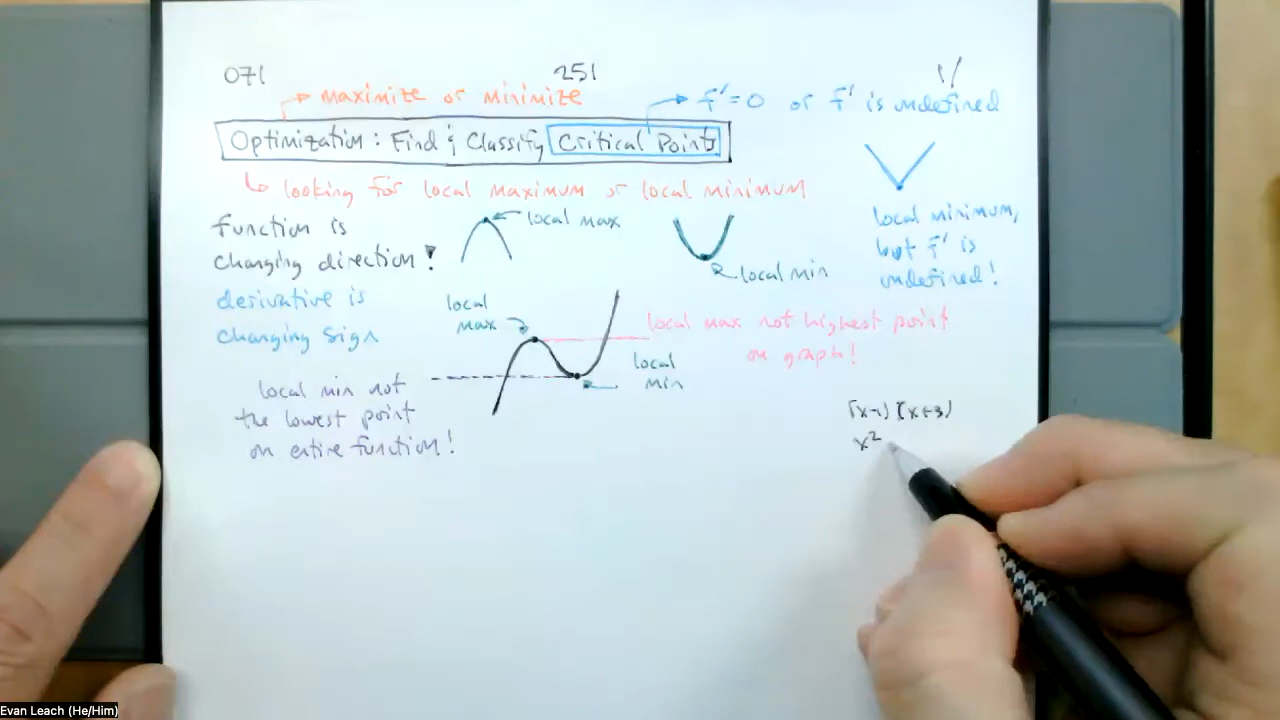 071
251
11
maximize or minimize
f' = 0 or f' is undefined
Optimization : Find & Classify Critical Points
looking for local maximum or local minimum
function is
changing direction!
local max
local min
local minimum,
but f' is
undefined!
derivative is
changing sign
local
max
local max not highest point
on graph!
local
min
local min not
the lowest point
on entire function!
(x-1)(x+3)
x²
Evan Leach (He/Him)